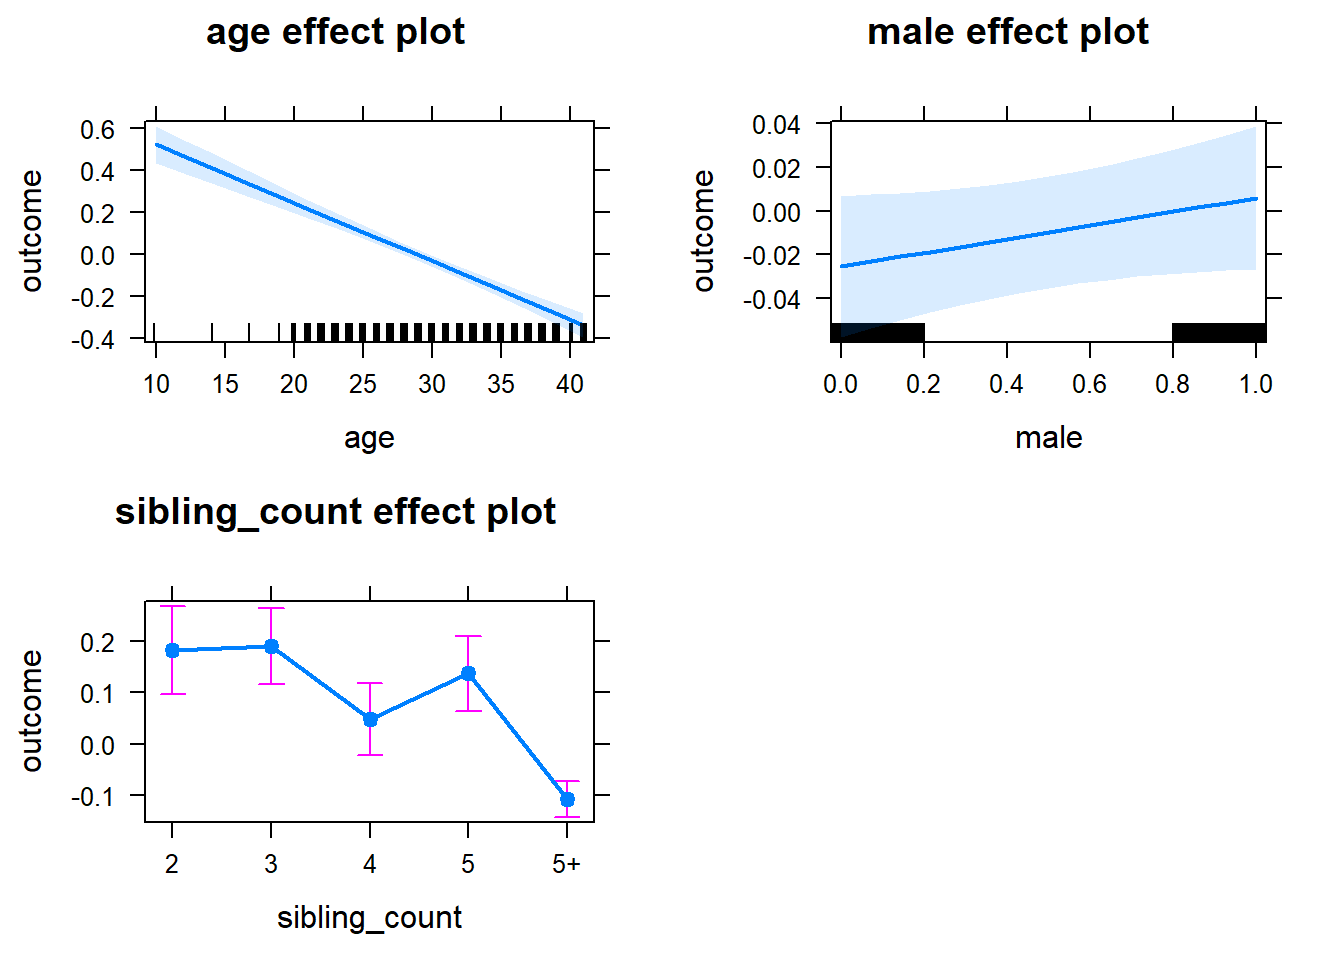 age effect plot
outcome
0.6
0.4
0.2
0.0
-0.2
-0.4
10 15 20 25 30 35 40
age
male effect plot
outcome
0.04
0.02
0.00
-0.02
-0.04
0.0 0.2 0.4 0.6 0.8 1.0
male
sibling_count effect plot
outcome
0.2
0.1
0.0
-0.1
2 3 4 5 5+
sibling_count